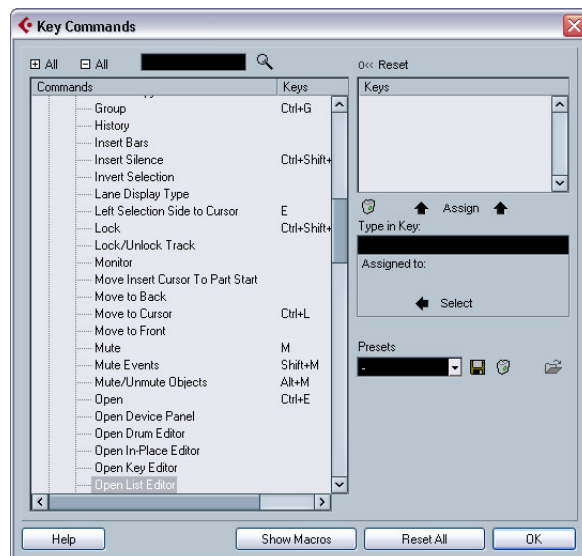 Key Commands
All All
0<< Reset
Commands Keys
Group Ctrl+G
History
Insert Bars
Insert Silence Ctrl+Shift+
Invert Selection
Lane Display Type
Left Selection Side to Cursor E
Lock Ctrl+Shift+
Lock/Unlock Track
Monitor
Move Insert Cursor To Part Start
Move to Back
Move to Cursor Ctrl+L
Move to Front
Mute M
Mute Events Shift+M
Mute/Unmute Objects Alt+M
Open Ctrl+E
Open Device Panel
Open Drum Editor
Open In-Place Editor
Open Key Editor
Open List Editor
Keys
Assign
Type in Key:
Assigned to:
Select
Presets
-
Help Show Macros Reset All OK